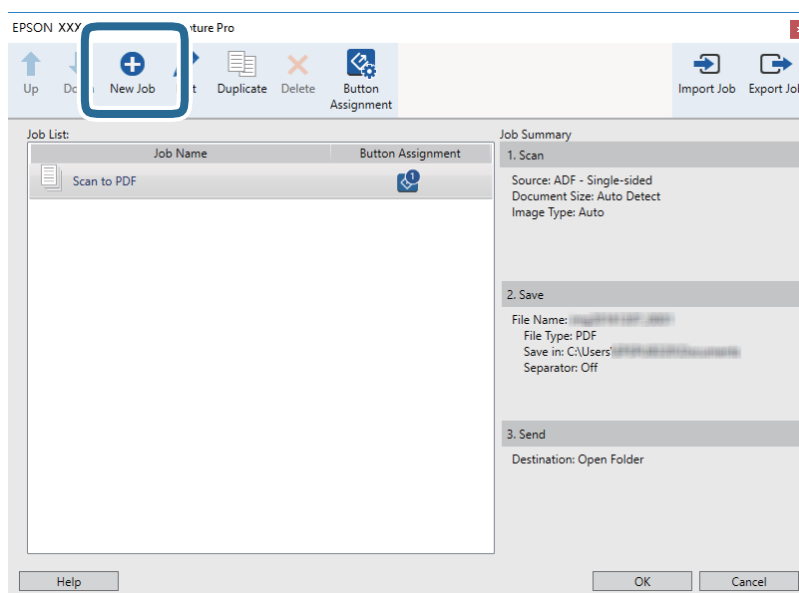 EPSON XXX ture Pro
Up
New Job
Duplicate
Delete
Button
Assignment
Import Job
Export Jo
Job List:
Job Name
Button Assignment
Scan to PDF
1
Job Summary
1. Scan
Source: ADF - Single-sided
Document Size: Auto Detect
Image Type: Auto
2. Save
File Name:
File Type: PDF
Save in: C:\Users\
Separator: Off
3. Send
Destination: Open Folder
Help
OK
Cancel